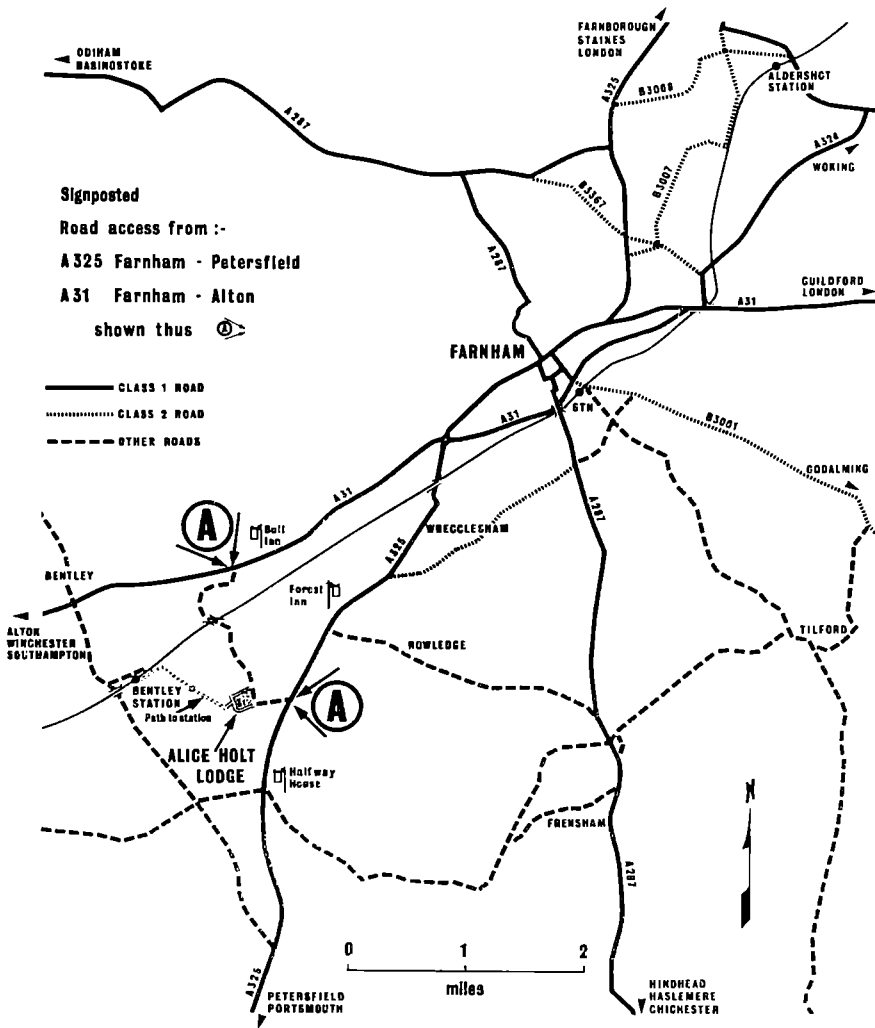 ODIHAM
BASINGSTOKE
FARNBOROUGH
STAINES
LONDON
A325
B3008
ALDERSHOT
STATION
A287
A324
WOKING
B3007
B3367
Signposted
Road access from :-
A325 Farnham - Petersfield
A31 Farnham - Alton
shown thus A
A287
GUILDFORD
LONDON
A31
FARNHAM
CLASS 1 ROAD
CLASS 2 ROAD
OTHER ROADS
STN
A31
B3001
GODALMING
A31
A
Bull
Inn
WRECCLESHAM
A287
A325
BENTLEY
Forest
Inn
ALTON
WINCHESTER
SOUTHAMPTON
ROWLEDGE
TILFORD
BENTLEY
STATION
Path to station
A
ALICE HOLT
LODGE
Halfway
House
N
FRENSHAM
A287
0 1 2
miles
A325
PETERSFIELD
PORTSMOUTH
HINDHEAD
HASLEMERE
CHICHESTER